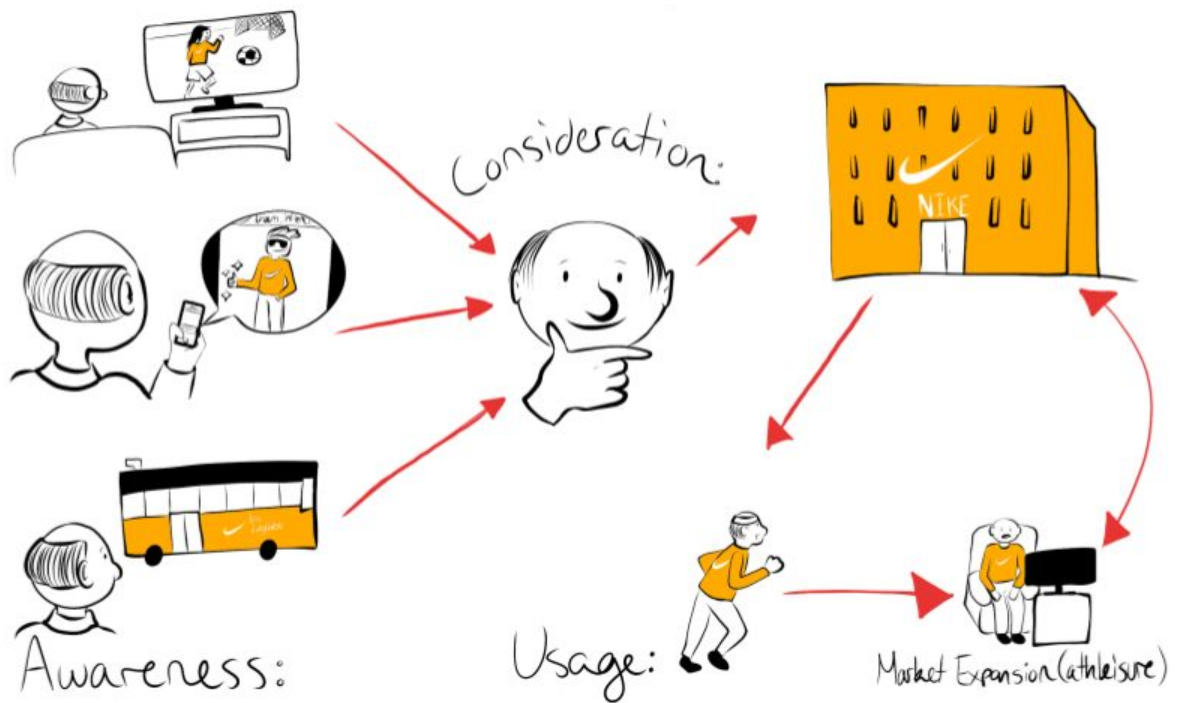 Consideration:
NIKE
Awareness:
Usage:
Market Expansion (athleisure)